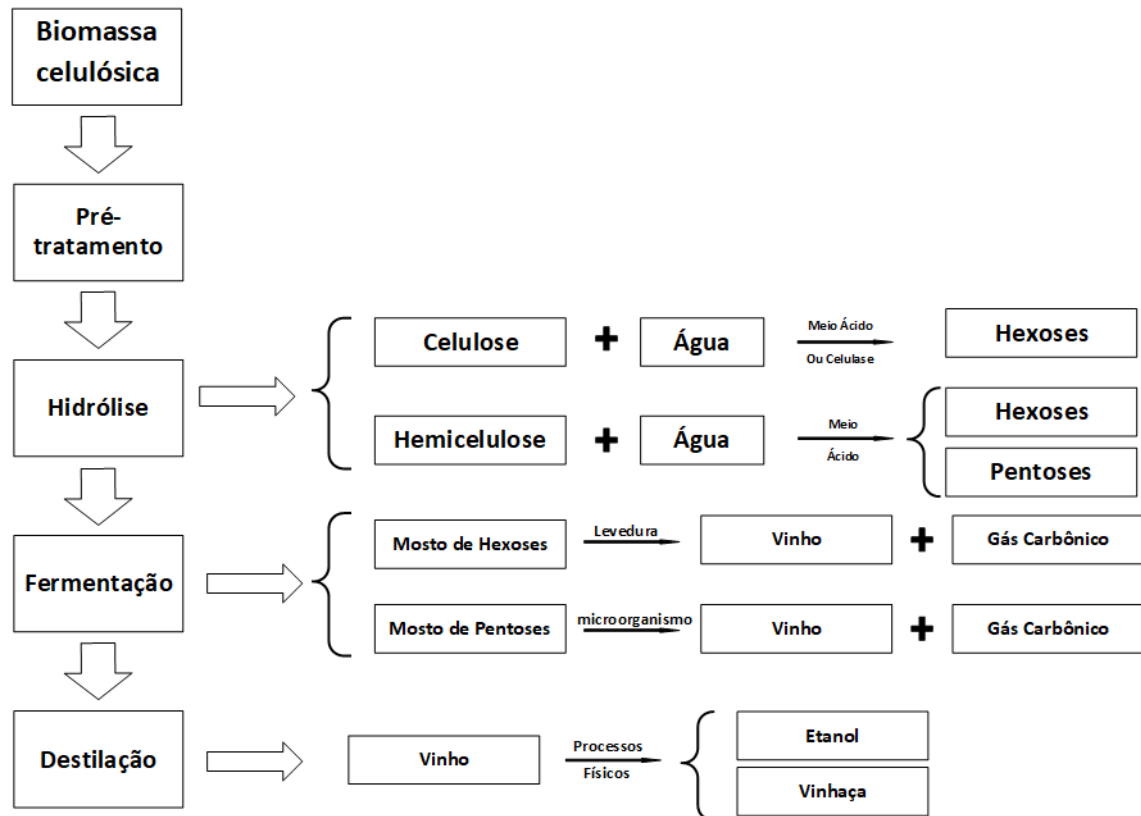 Biomassa
celulósica
Pré-
tratamento
Hidrólise
Celulose + Água Meio Ácido Hexoses
Ou Celulase
Hemicelulose + Água Meio Hexoses
Ácido
Pentoses
Fermentação
Mosto de Hexoses Levedura Vinho + Gás Carbônico
Mosto de Pentoses microorganismo Vinho + Gás Carbônico
Destilação
Vinho Processos
Físicos
Etanol
Vinhaça